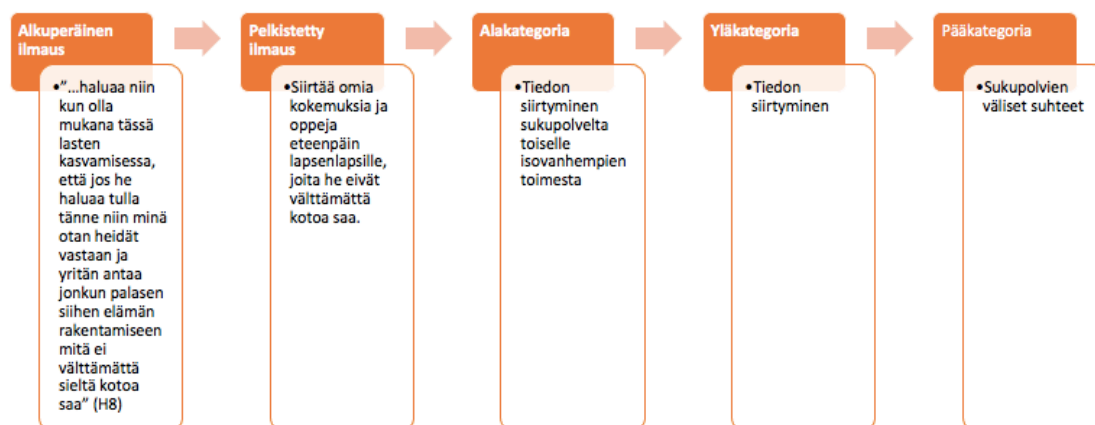 Alkuperäinen
ilmaus
•”...haluaa niin
kun olla
mukana tässä
lasten
kasvamisessa,
että jos he
haluaa tulla
tänne niin minä
otan heidät
vastaan ja
yritän antaa
jonkun palasen
siihen elämän
rakentamiseen
mitä ei
välttämättä
sieltä kotoa
saa” (H8)
Pelkistetty
ilmaus
•Siirtää omia
kokemuksia ja
oppeja
eteenpäin
lapsenlapsille,
joita he eivät
välttämättä
kotoa saa.
Alakategoria
•Tiedon
siirtyminen
sukupolvelta
toiselle
isovanhempien
toimesta
Yläkategoria
•Tiedon
siirtyminen
Pääkategoria
•Sukupolvien
väliset suhteet